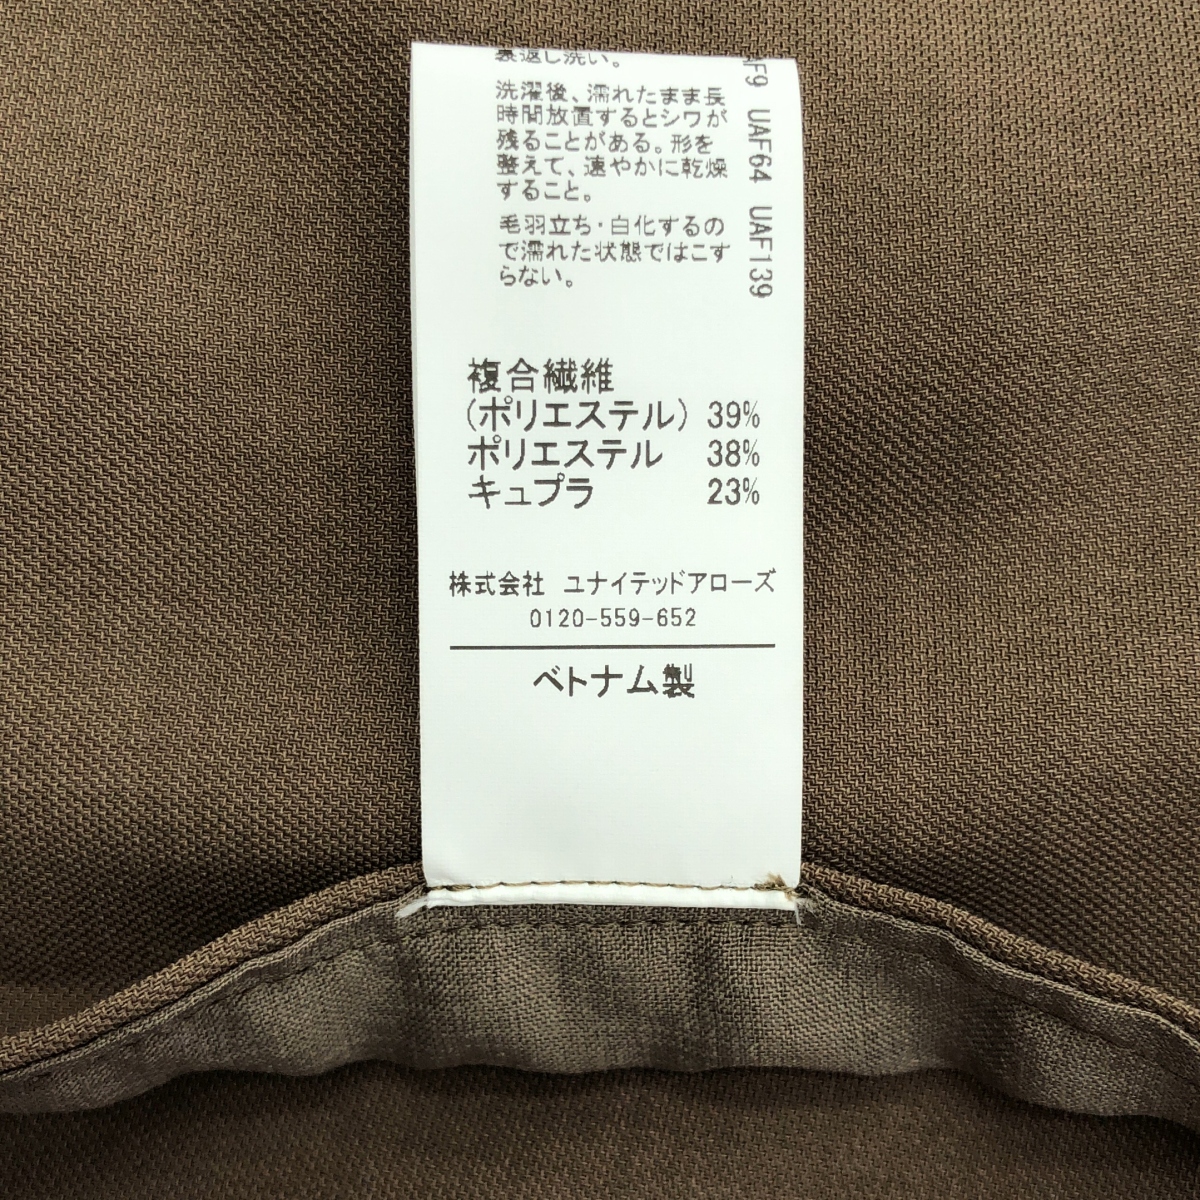 裏返し洗い。
洗濯後、濡れたまま長
時間放置するとシワが
残ることがある。形を
整えて、速やかに乾燥
すること。
毛羽立ち・白化するの
で濡れた状態ではこす
らない。
UAF64 UAF139
複合繊維
(ポリエステル) 39%
ポリエステル 38%
キュプラ 23%
株式会社 ユナイテッドアローズ
0120-559-652
ベトナム製